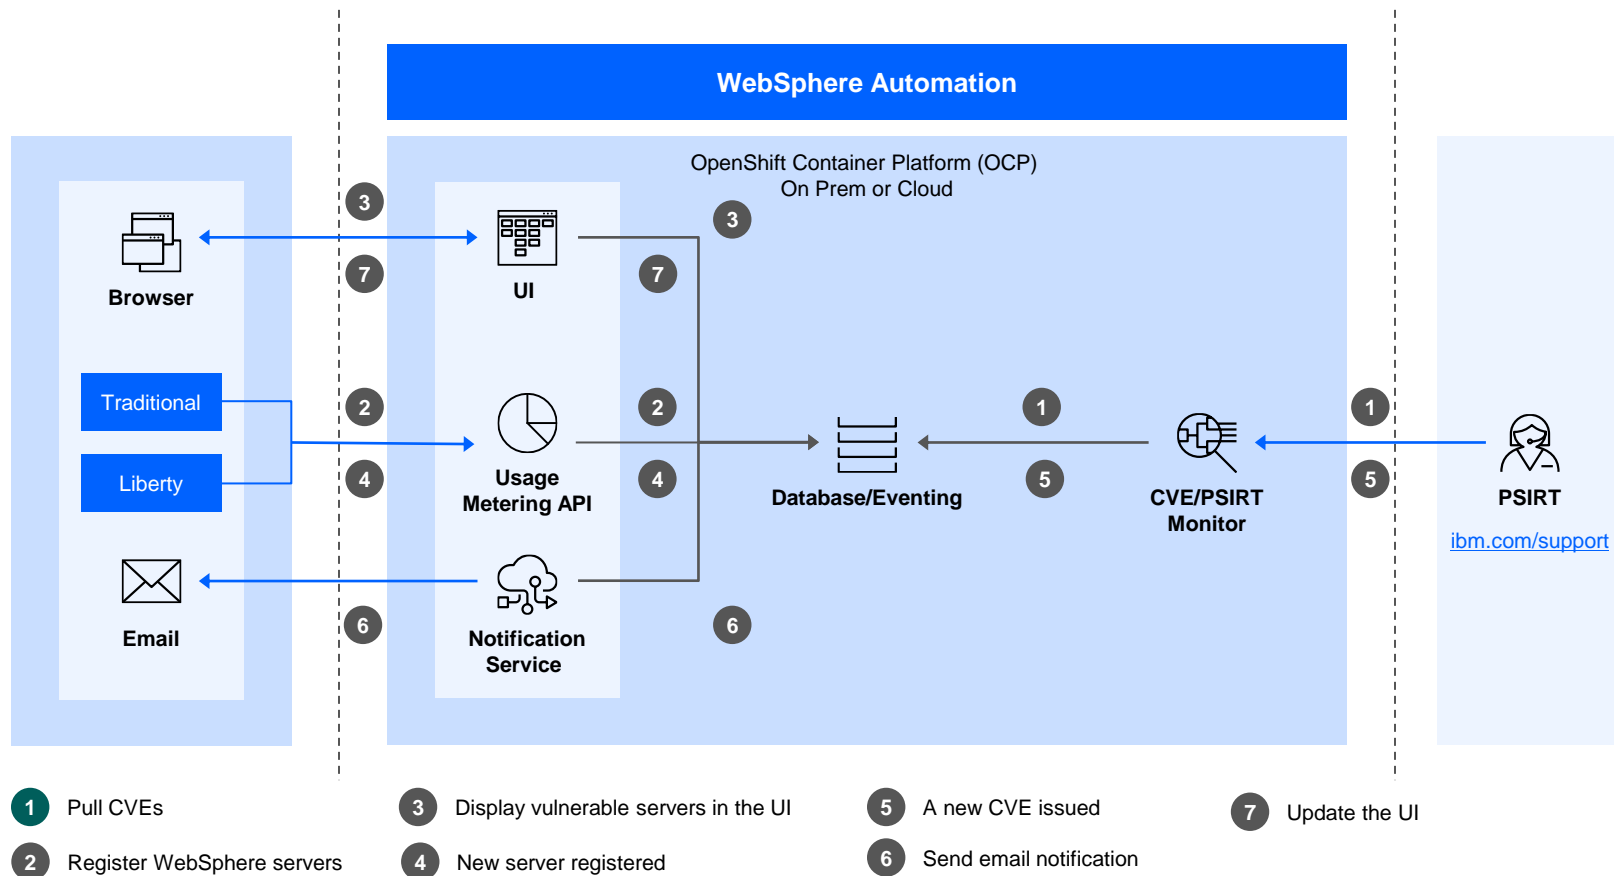 WebSphere Automation
OpenShift Container Platform (OCP)
On Prem or Cloud
3
3
7
7
Browser
UI
Traditional
Liberty
2
4
2
4
Usage
Metering API
Database/Eventing
1
5
CVE/PSIRT
Monitor
1
5
PSIRT
ibm.com/support
6
6
Email
Notification
Service
1 Pull CVEs
2 Register WebSphere servers
3 Display vulnerable servers in the UI
4 New server registered
5 A new CVE issued
6 Send email notification
7 Update the UI